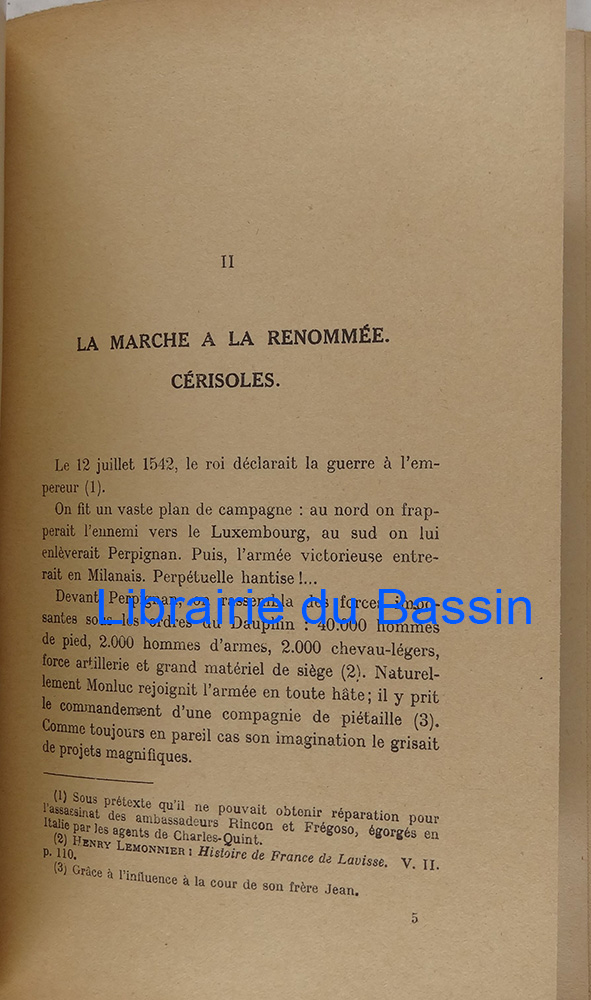 II
LA MARCHE A LA RENOMMÉE.
CÉRISOLES.
Le 12 juillet 1542, le roi déclarait la guerre à l'em-
pereur (1).
On fit un vaste plan de campagne : au nord on frap-
perait l'ennemi vers le Luxembourg, au sud on lui
enlèverait Perpignan. Puis, l'armée victorieuse entre-
rait en Milanais. Perpétuelle hantise !...
Devant Perpignan on rassembla des forces impo-
Librairie du Bassin
santes sous les ordres du Dauphin : 40.000 hommes
de pied, 2.000 hommes d'armes, 2.000 chevau-légers,
force artillerie et grand matériel de siège (2). Naturel-
lement Monluc rejoignit l'armée en toute hâte; il y prit
le commandement d'une compagnie de piétaille (3).
Comme toujours en pareil cas son imagination le grisait
de projets magnifiques.
(1) Sous prétexte qu'il ne pouvait obtenir réparation pour
l'assassinat des ambassadeurs Rincon et Frégoso, égorgés en
Italie par les agents de Charles-Quint.
(2) HENRY LEMONNIER : Histoire de France de Lavisse. V. II.
p. 110.
(3) Grâce à l'influence à la cour de son frère Jean.
5